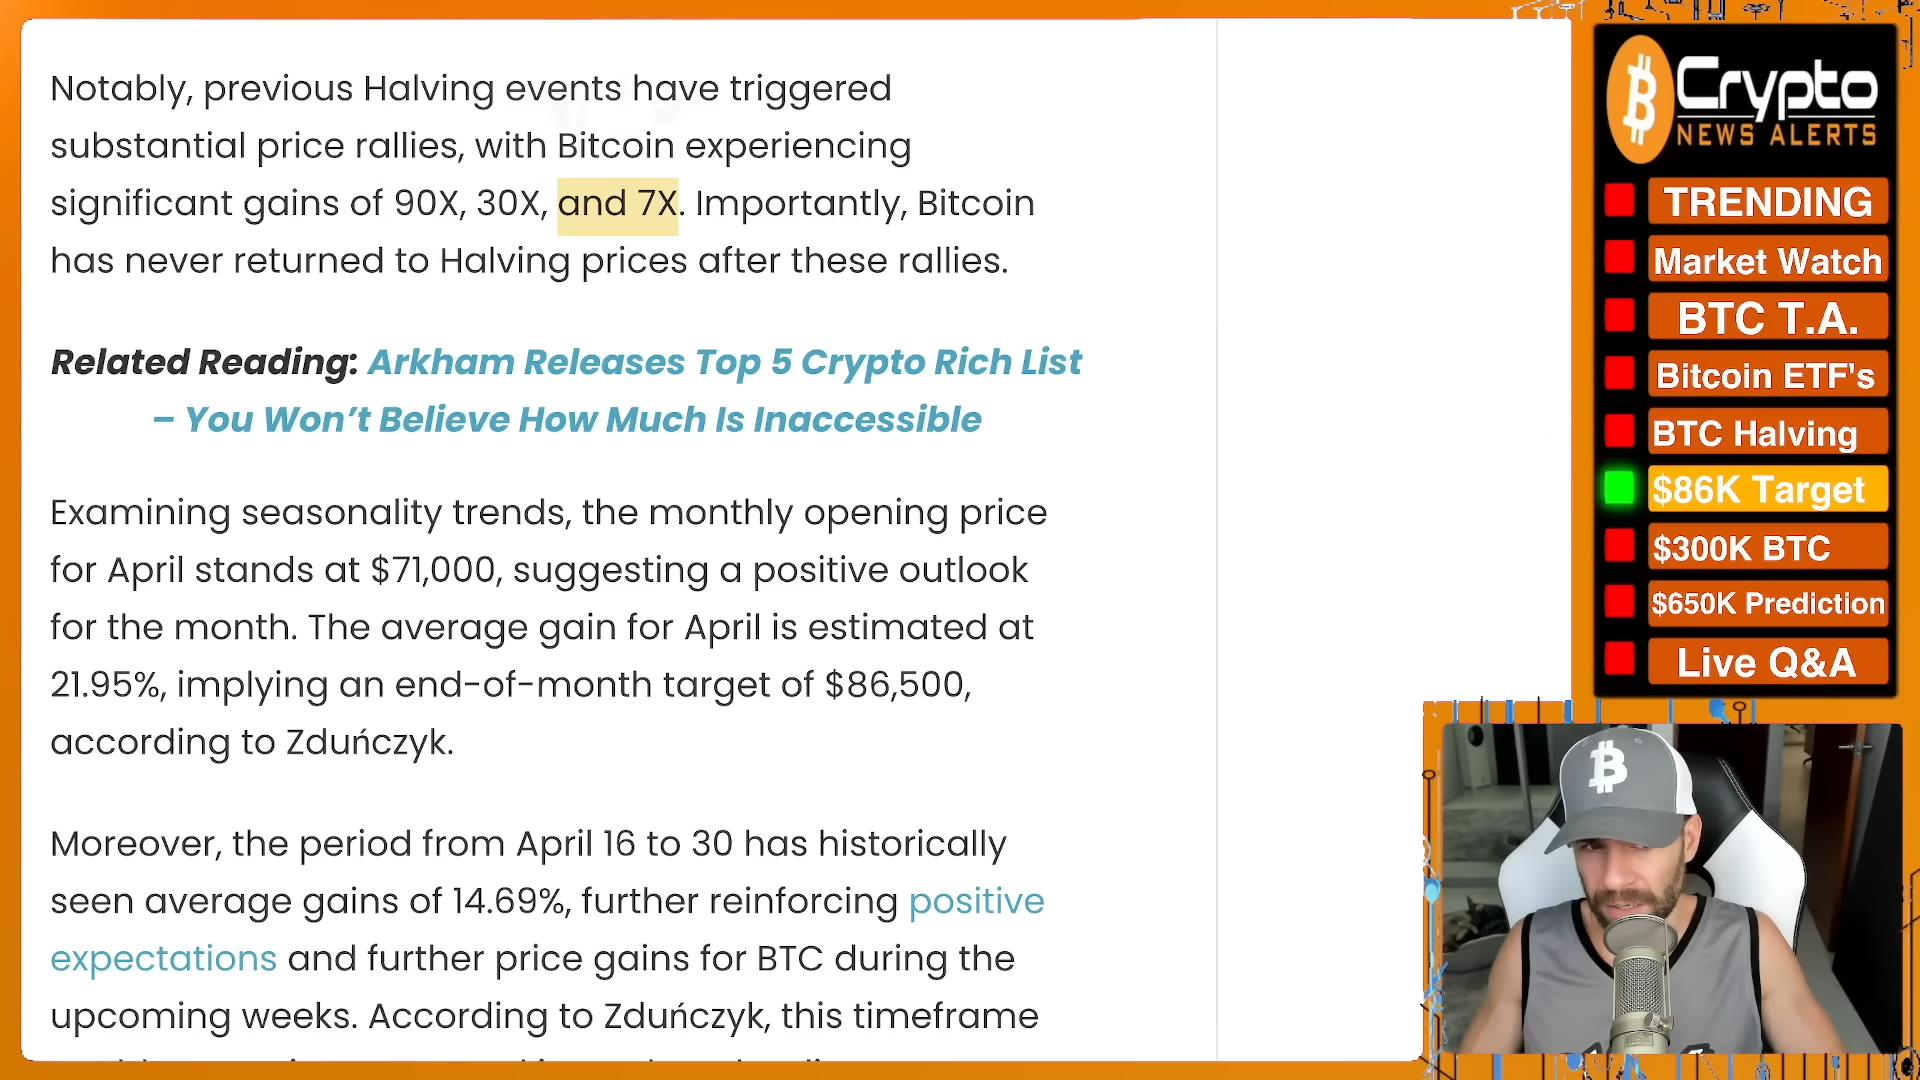 Notably, previous Halving events have triggered
substantial price rallies, with Bitcoin experiencing
significant gains of 90X, 30X, and 7X. Importantly, Bitcoin
has never returned to Halving prices after these rallies.
Related Reading: Arkham Releases Top 5 Crypto Rich List
– You Won’t Believe How Much Is Inaccessible
Examining seasonality trends, the monthly opening price
for April stands at $71,000, suggesting a positive outlook
for the month. The average gain for April is estimated at
21.95%, implying an end-of-month target of $86,500,
according to Zduńczyk.
Moreover, the period from April 16 to 30 has historically
seen average gains of 14.69%, further reinforcing positive
expectations and further price gains for BTC during the
upcoming weeks. According to Zduńczyk, this timeframe
Crypto
NEWS ALERTS
TRENDING
Market Watch
BTC T.A.
Bitcoin ETF's
BTC Halving
$86K Target
$300K BTC
$650K Prediction
Live Q&A